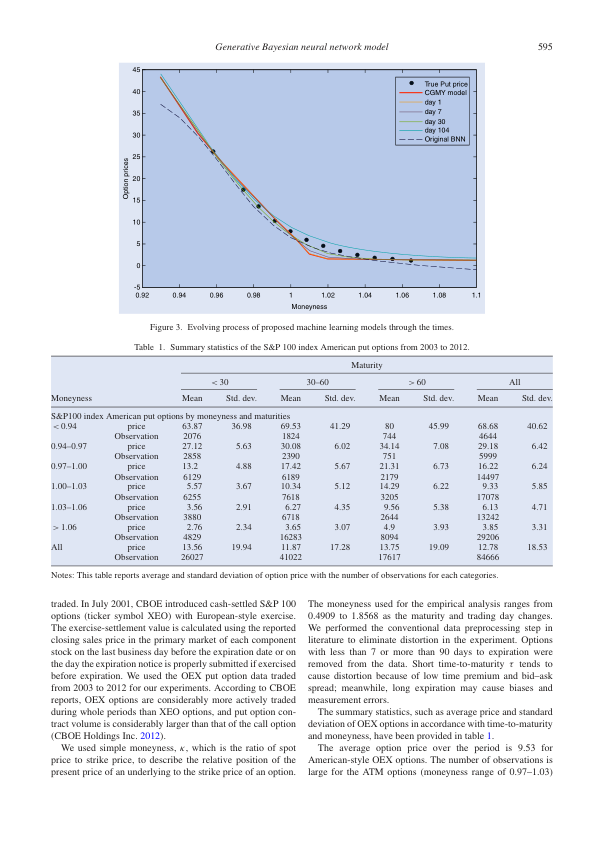 Generative Bayesian neural network model
595
45
40
35
30
25
20
15
10
5
0
-5
0.92 0.94 0.96 0.98 1 1.02 1.04 1.06 1.08 1.1
Option prices
Moneyness
True Put price
CGMY model
day 1
day 7
day 30
day 104
Original BNN
Figure 3. Evolving process of proposed machine learning models through the times.
Table 1. Summary statistics of the S&P 100 index American put options from 2003 to 2012.
Maturity
< 30 30–60 > 60 All
Moneyness Mean Std. dev. Mean Std. dev. Mean Std. dev. Mean Std. dev.
S&P100 index American put options by moneyness and maturities
< 0.94 price 63.87 36.98 69.53 41.29 80 45.99 68.68 40.62
Observation 2076 1824 744 4644
0.94–0.97 price 27.12 5.63 30.08 6.02 34.14 7.08 29.18 6.42
Observation 2858 2390 751 5999
0.97–1.00 price 13.2 4.88 17.42 5.67 21.31 6.73 16.22 6.24
Observation 6129 6189 2179 14497
1.00–1.03 price 5.57 3.67 10.34 5.12 14.29 6.22 9.33 5.85
Observation 6255 7618 3205 17078
1.03–1.06 price 3.56 2.91 6.27 4.35 9.56 5.38 6.13 4.71
Observation 3880 6718 2644 13242
> 1.06 price 2.76 2.34 3.65 3.07 4.9 3.93 3.85 3.31
Observation 4829 16283 8094 29206
All price 13.56 19.94 11.87 17.28 13.75 19.09 12.78 18.53
Observation 26027 41022 17617 84666
Notes: This table reports average and standard deviation of option price with the number of observations for each categories.
traded. In July 2001, CBOE introduced cash-settled S&P 100
options (ticker symbol XEO) with European-style exercise.
The exercise-settlement value is calculated using the reported
closing sales price in the primary market of each component
stock on the last business day before the expiration date or on
the day the expiration notice is properly submitted if exercised
before expiration. We used the OEX put option data traded
from 2003 to 2012 for our experiments. According to CBOE
reports, OEX options are considerably more actively traded
during whole periods than XEO options, and put option con-
tract volume is considerably larger than that of the call option
(CBOE Holdings Inc. 2012).
We used simple moneyness, κ, which is the ratio of spot
price to strike price, to describe the relative position of the
present price of an underlying to the strike price of an option.
The moneyness used for the empirical analysis ranges from
0.4909 to 1.8568 as the maturity and trading day changes.
We performed the conventional data preprocessing step in
literature to eliminate distortion in the experiment. Options
with less than 7 or more than 90 days to expiration were
removed from the data. Short time-to-maturity τ tends to
cause distortion because of low time premium and bid–ask
spread; meanwhile, long expiration may cause biases and
measurement errors.
The summary statistics, such as average price and standard
deviation of OEX options in accordance with time-to-maturity
and moneyness, have been provided in table 1.
The average option price over the period is 9.53 for
American-style OEX options. The number of observations is
large for the ATM options (moneyness range of 0.97–1.03)